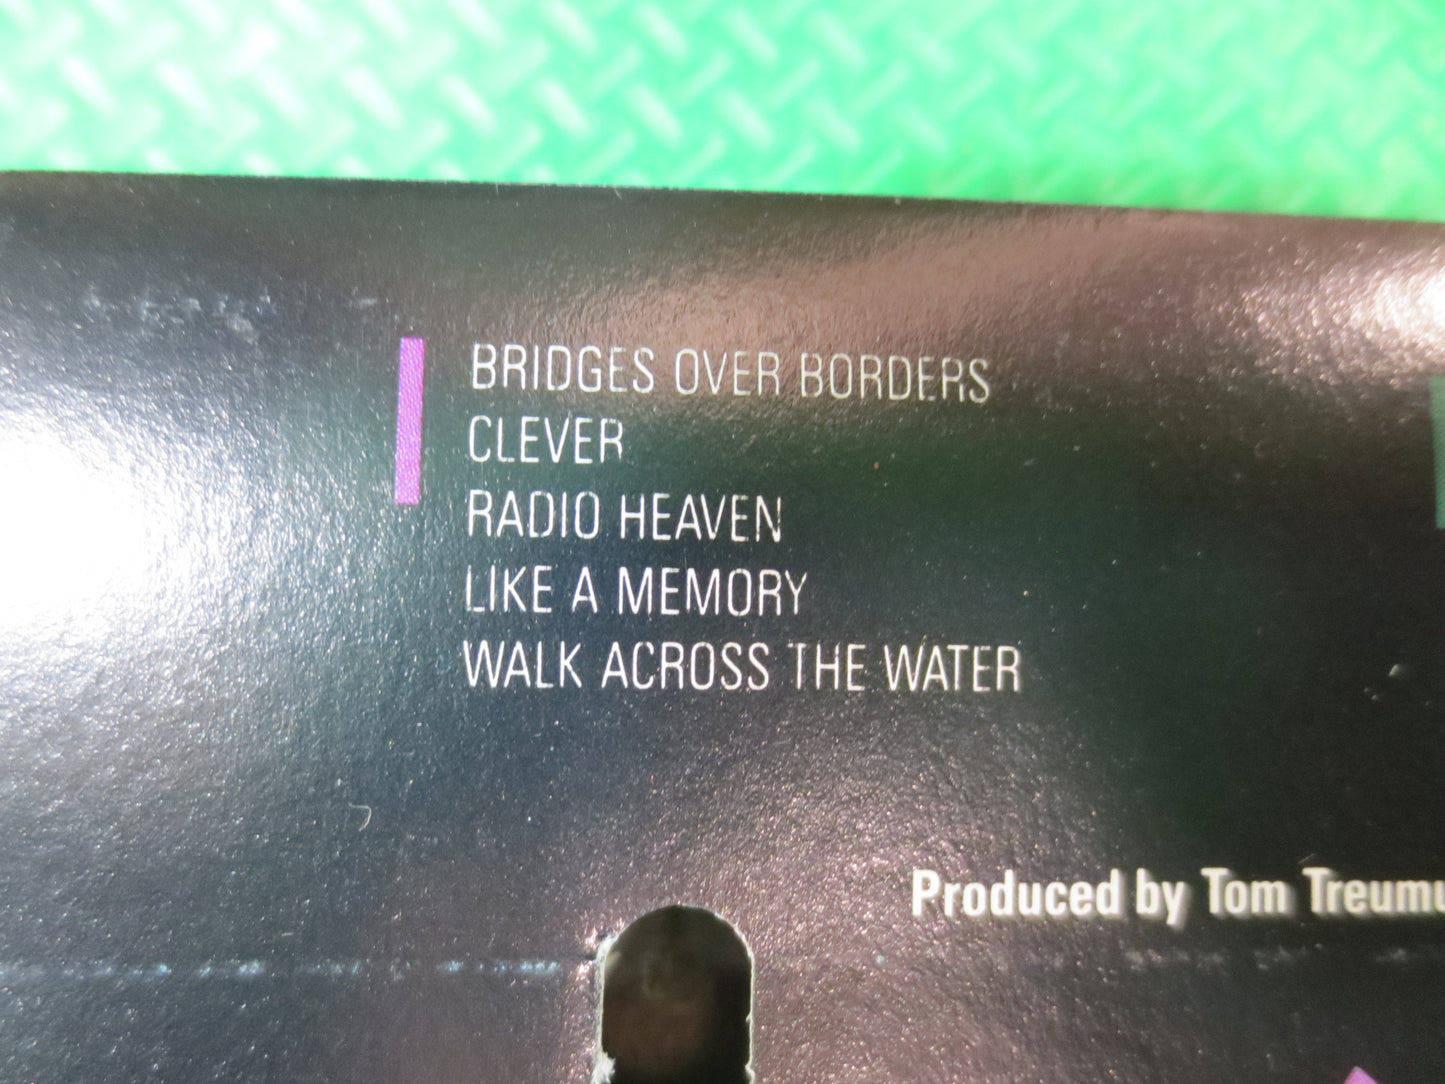 BRIDGES OVER BORDERS
CLEVER
RADIO HEAVEN
LIKE A MEMORY
WALK ACROSS THE WATER
Produced by Tom